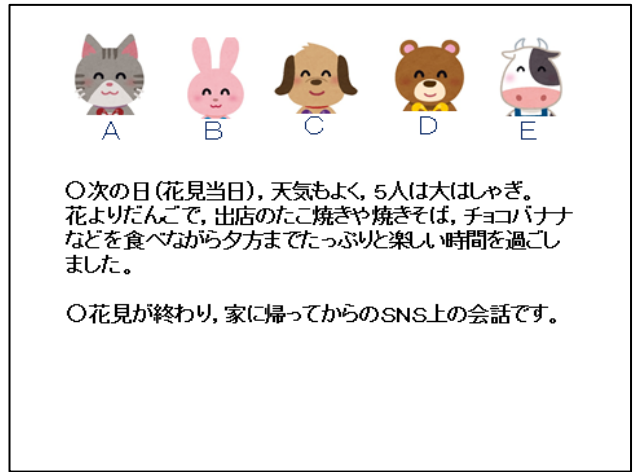 A B C D E
〇次の日(花見当日),天気もよく,5人は大はしゃぎ。
花よりだんごで,出店のたこ焼きや焼きそば,チョコバナナ
などを食べながら夕方までたっぷりと楽しい時間を過ごし
ました。
〇花見が終わり,家に帰ってからのSNS上の会話です。